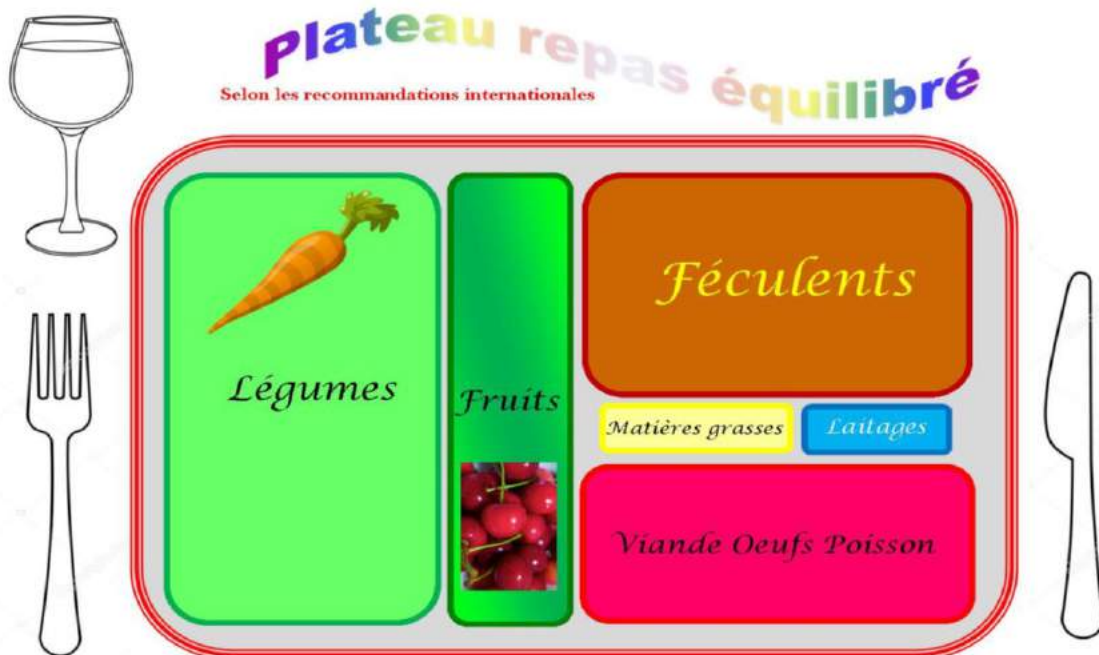 Plateau repas équilibré
Selon les recommandations internationales
Légumes
Fruits
Féculents
Matières grasses
Laitages
Viande Oeufs Poisson